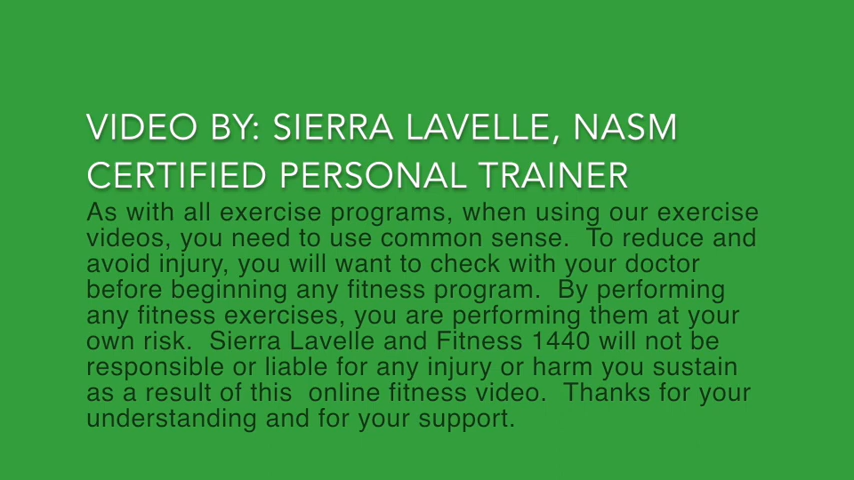 VIDEO BY: SIERRA LAVELLE, NASM
CERTIFIED PERSONAL TRAINER
As with all exercise programs, when using our exercise
videos, you need to use common sense.  To reduce and
avoid injury, you will want to check with your doctor
before beginning any fitness program.  By performing
any fitness exercises, you are performing them at your
own risk.  Sierra Lavelle and Fitness 1440 will not be
responsible or liable for any injury or harm you sustain
as a result of this  online fitness video.  Thanks for your
understanding and for your support.